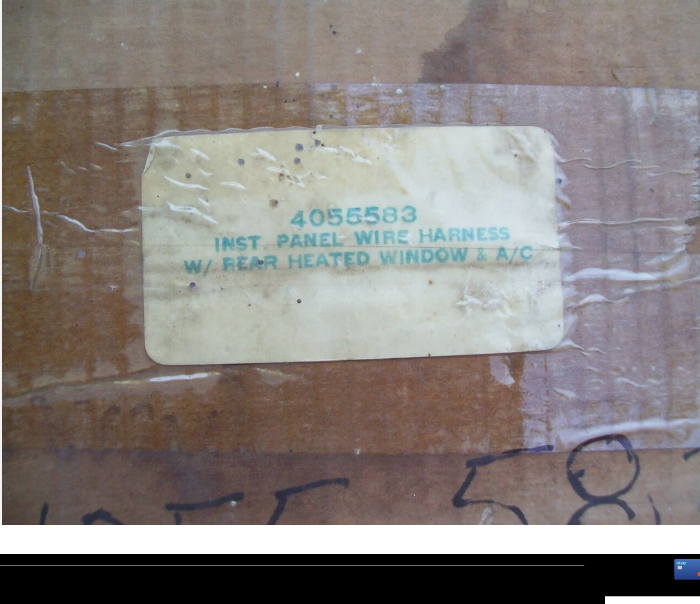 4055583
INST. PANEL WIRE HARNESS
W/ REAR HEATED WINDOW & A/C